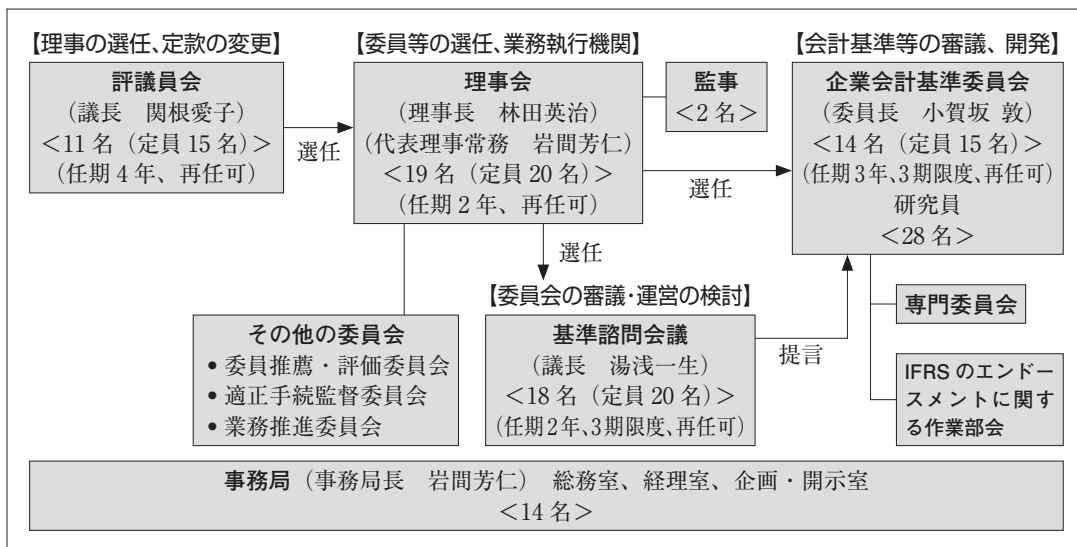 【理事の選任、定款の変更】
評議員会
(議長 関根愛子)
<11名(定員15名)>
(任期4年、再任可)
選任
【委員等の選任、業務執行機関】
理事会
(理事長 林田英治)
(代表理事常務 岩間芳仁)
<19名(定員20名)>
(任期2年、再任可)
監事
<2名>
選任
【会計基準等の審議、開発】
企業会計基準委員会
(委員長 小賀坂 敦)
<14名(定員15名)>
(任期3年、3期限度、再任可)
研究員
<28名>
選任
【委員会の審議・運営の検討】
基準諮問会議
(議長 湯浅一生)
<18名(定員20名)>
(任期2年、3期限度、再任可)
提言
その他の委員会
• 委員推薦・評価委員会
• 適正手続監督委員会
• 業務推進委員会
専門委員会
IFRSのエンドー
スメントに関す
る作業部会
事務局(事務局長 岩間芳仁) 総務室、経理室、企画・開示室
<14名>